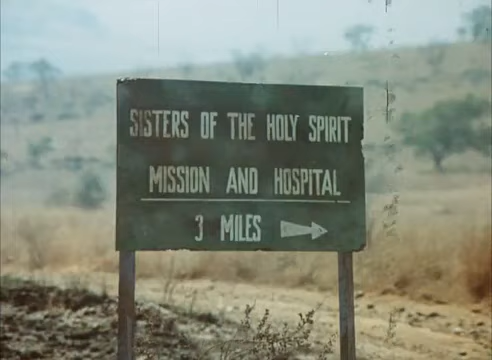 SISTERS OF THE HOLY SPIRIT
MISSION AND HOSPITAL
3 MILES